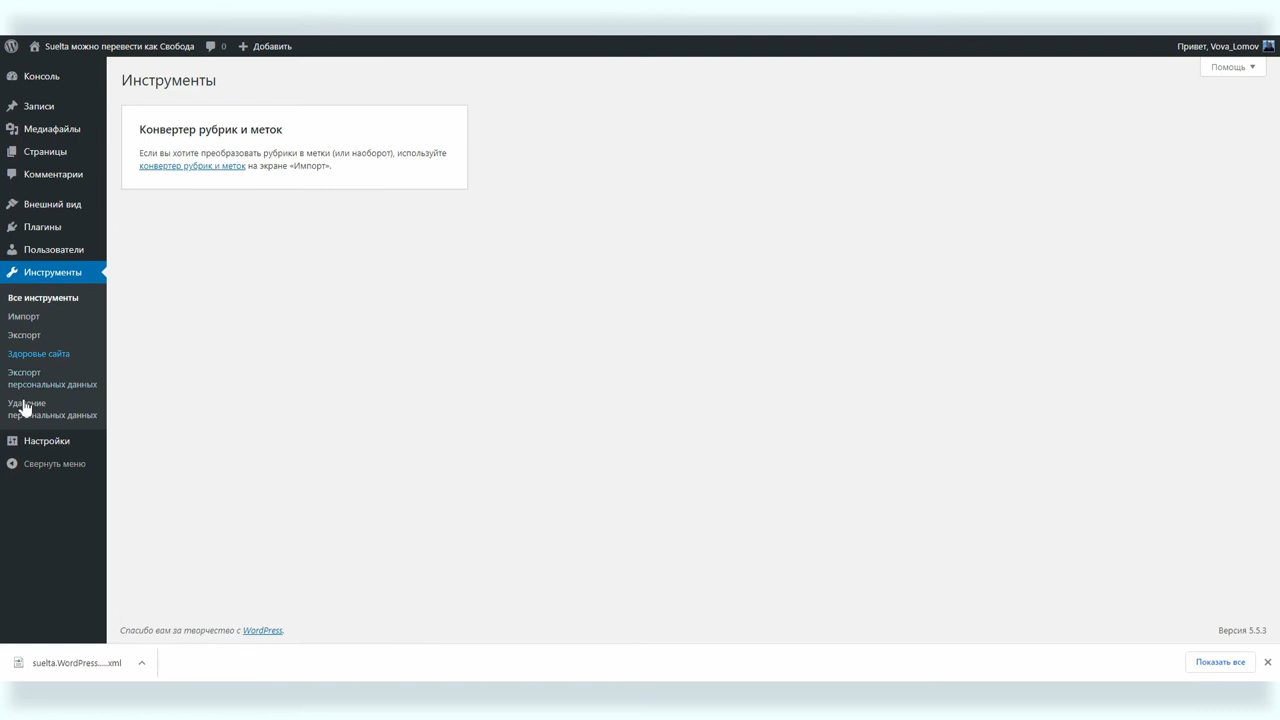 Suelta можно перевести как Свобода
0
Добавить
Привет, Vova_Lomov
Помощь
Консоль
Записи
Медиафайлы
Страницы
Комментарии
Внешний вид
Плагины
Пользователи
Инструменты
Все инструменты
Импорт
Экспорт
Здоровье сайта
Экспорт
персональных данных
Удаление
персональных данных
Настройки
Свернуть меню
Инструменты
Конвертер рубрик и меток
Если вы хотите преобразовать рубрики в метки (или наоборот), используйте
конвертер рубрик и меток на экране «Импорт».
Спасибо вам за творчество с WordPress.
Версия 5.5.3
suelta.WordPress.....xml
Показать все